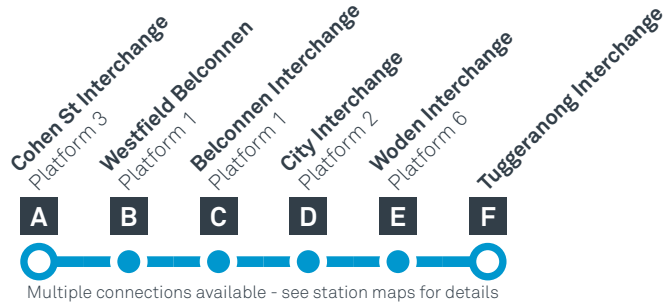 Cohen St Interchange
Platform 3
Westfield Belconnen
Platform 1
Belconnen Interchange
Platform 1
City Interchange
Platform 2
Woden Interchange
Platform 6
Tuggeranong Interchange
A B C D E F
Multiple connections available - see station maps for details